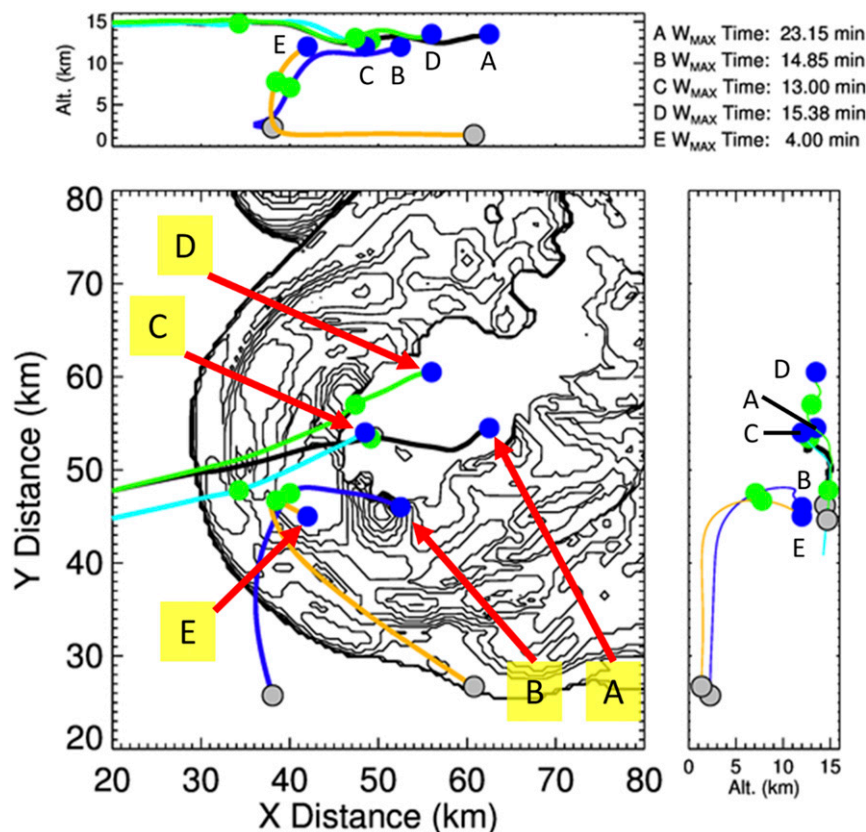 15
10
5
0
Alt. (km)
E
C
B
D
A
A W_MAX Time: 23.15 min
B W_MAX Time: 14.85 min
C W_MAX Time: 13.00 min
D W_MAX Time: 15.38 min
E W_MAX Time: 4.00 min
80
70
60
50
40
30
20
Y Distance (km)
D
C
E
B
A
20 30 40 50 60 70 80
X Distance (km)
D
A
C
B
E
0 5 10 15
Alt. (km)